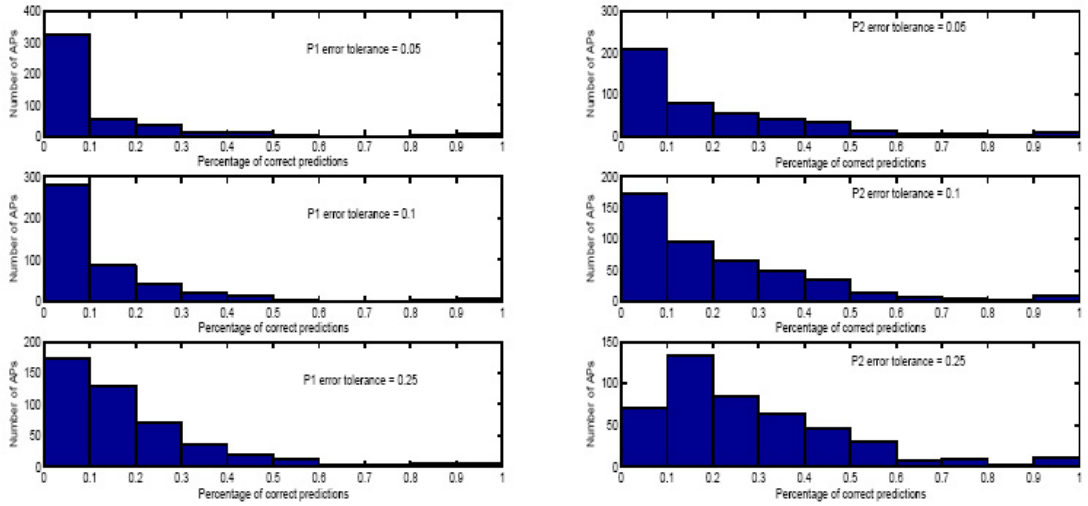 400
300
200
100
0
Number of APs
P1 error tolerance = 0.05
0 0.1 0.2 0.3 0.4 0.5 0.6 0.7 0.8 0.9 1
Percentage of correct predictions
300
200
100
0
Number of APs
P2 error tolerance = 0.05
0 0.1 0.2 0.3 0.4 0.5 0.6 0.7 0.8 0.9 1
Percentage of correct predictions
300
200
100
0
Number of APs
P1 error tolerance = 0.1
0 0.1 0.2 0.3 0.4 0.5 0.6 0.7 0.8 0.9 1
Percentage of correct predictions
200
150
100
50
0
Number of APs
P2 error tolerance = 0.1
0 0.1 0.2 0.3 0.4 0.5 0.6 0.7 0.8 0.9 1
Percentage of correct predictions
200
150
100
50
0
Number of APs
P1 error tolerance = 0.25
0 0.1 0.2 0.3 0.4 0.5 0.6 0.7 0.8 0.9 1
Percentage of correct predictions
150
100
50
0
Number of APs
P2 error tolerance = 0.25
0 0.1 0.2 0.3 0.4 0.5 0.6 0.7 0.8 0.9 1
Percentage of correct predictions